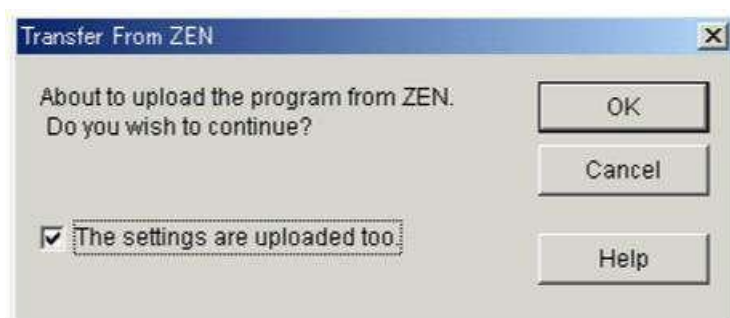 Transfer From ZEN
About to upload the program from ZEN.
Do you wish to continue?
OK
Cancel
The settings are uploaded too.
Help